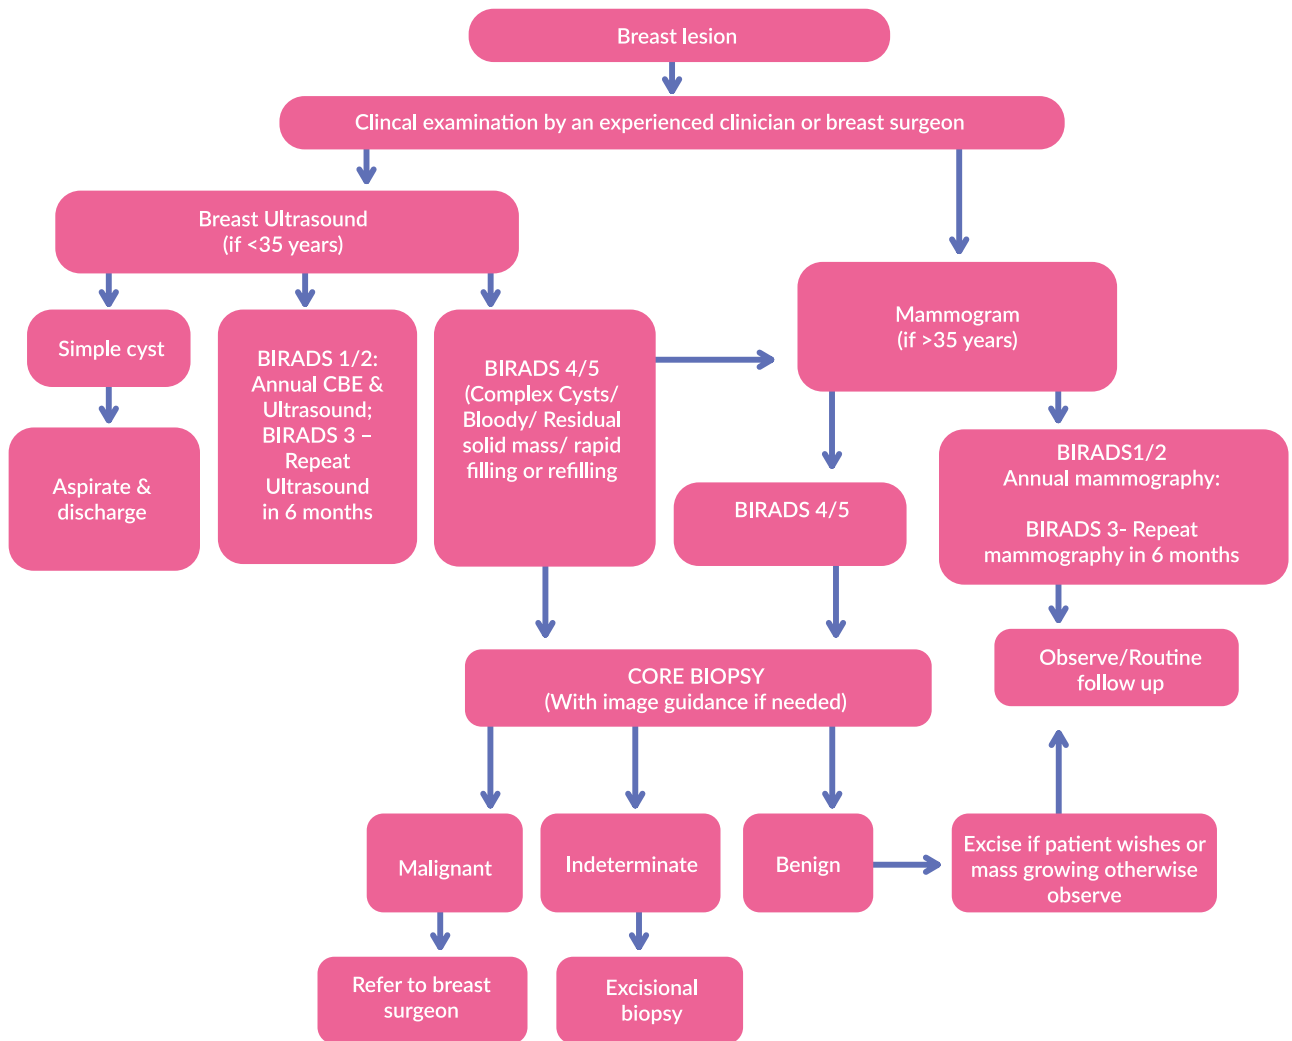 Breast lesion
Clincal examination by an experienced clinician or breast surgeon
Breast Ultrasound
(if <35 years)
Simple cyst
Aspirate &
discharge
BIRADS 1/2:
Annual CBE &
Ultrasound;
BIRADS 3 –
Repeat
Ultrasound
in 6 months
BIRADS 4/5
(Complex Cysts/
Bloody/ Residual
solid mass/ rapid
filling or refilling
Mammogram
(if >35 years)
BIRADS 4/5
BIRADS1/2
Annual mammography:
BIRADS 3- Repeat
mammography in 6 months
Observe/Routine
follow up
CORE BIOPSY
(With image guidance if needed)
Malignant
Indeterminate
Benign
Excise if patient wishes or
mass growing otherwise
observe
Refer to breast
surgeon
Excisional
biopsy